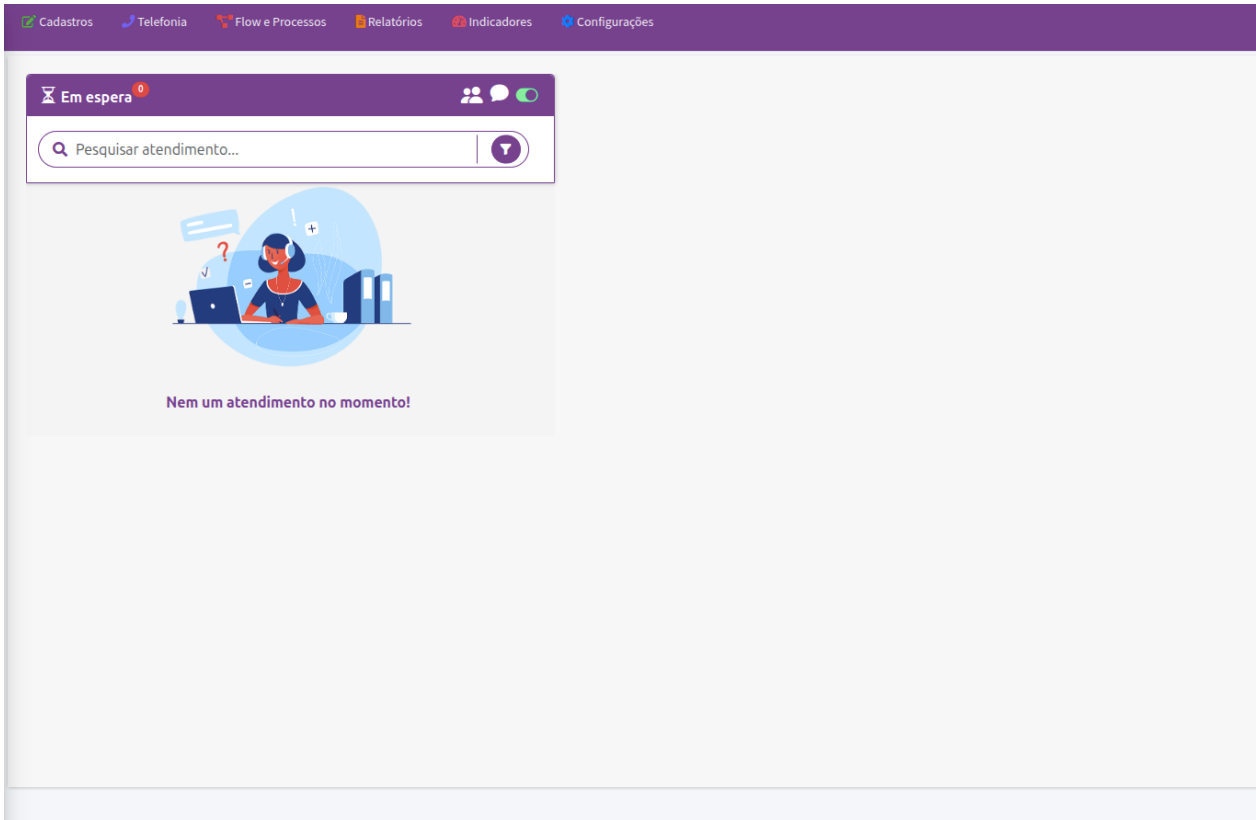 Cadastros Telefonia Flow e Processos Relatórios Indicadores Configurações
Em espera 0
Pesquisar atendimento...
Nem um atendimento no momento!